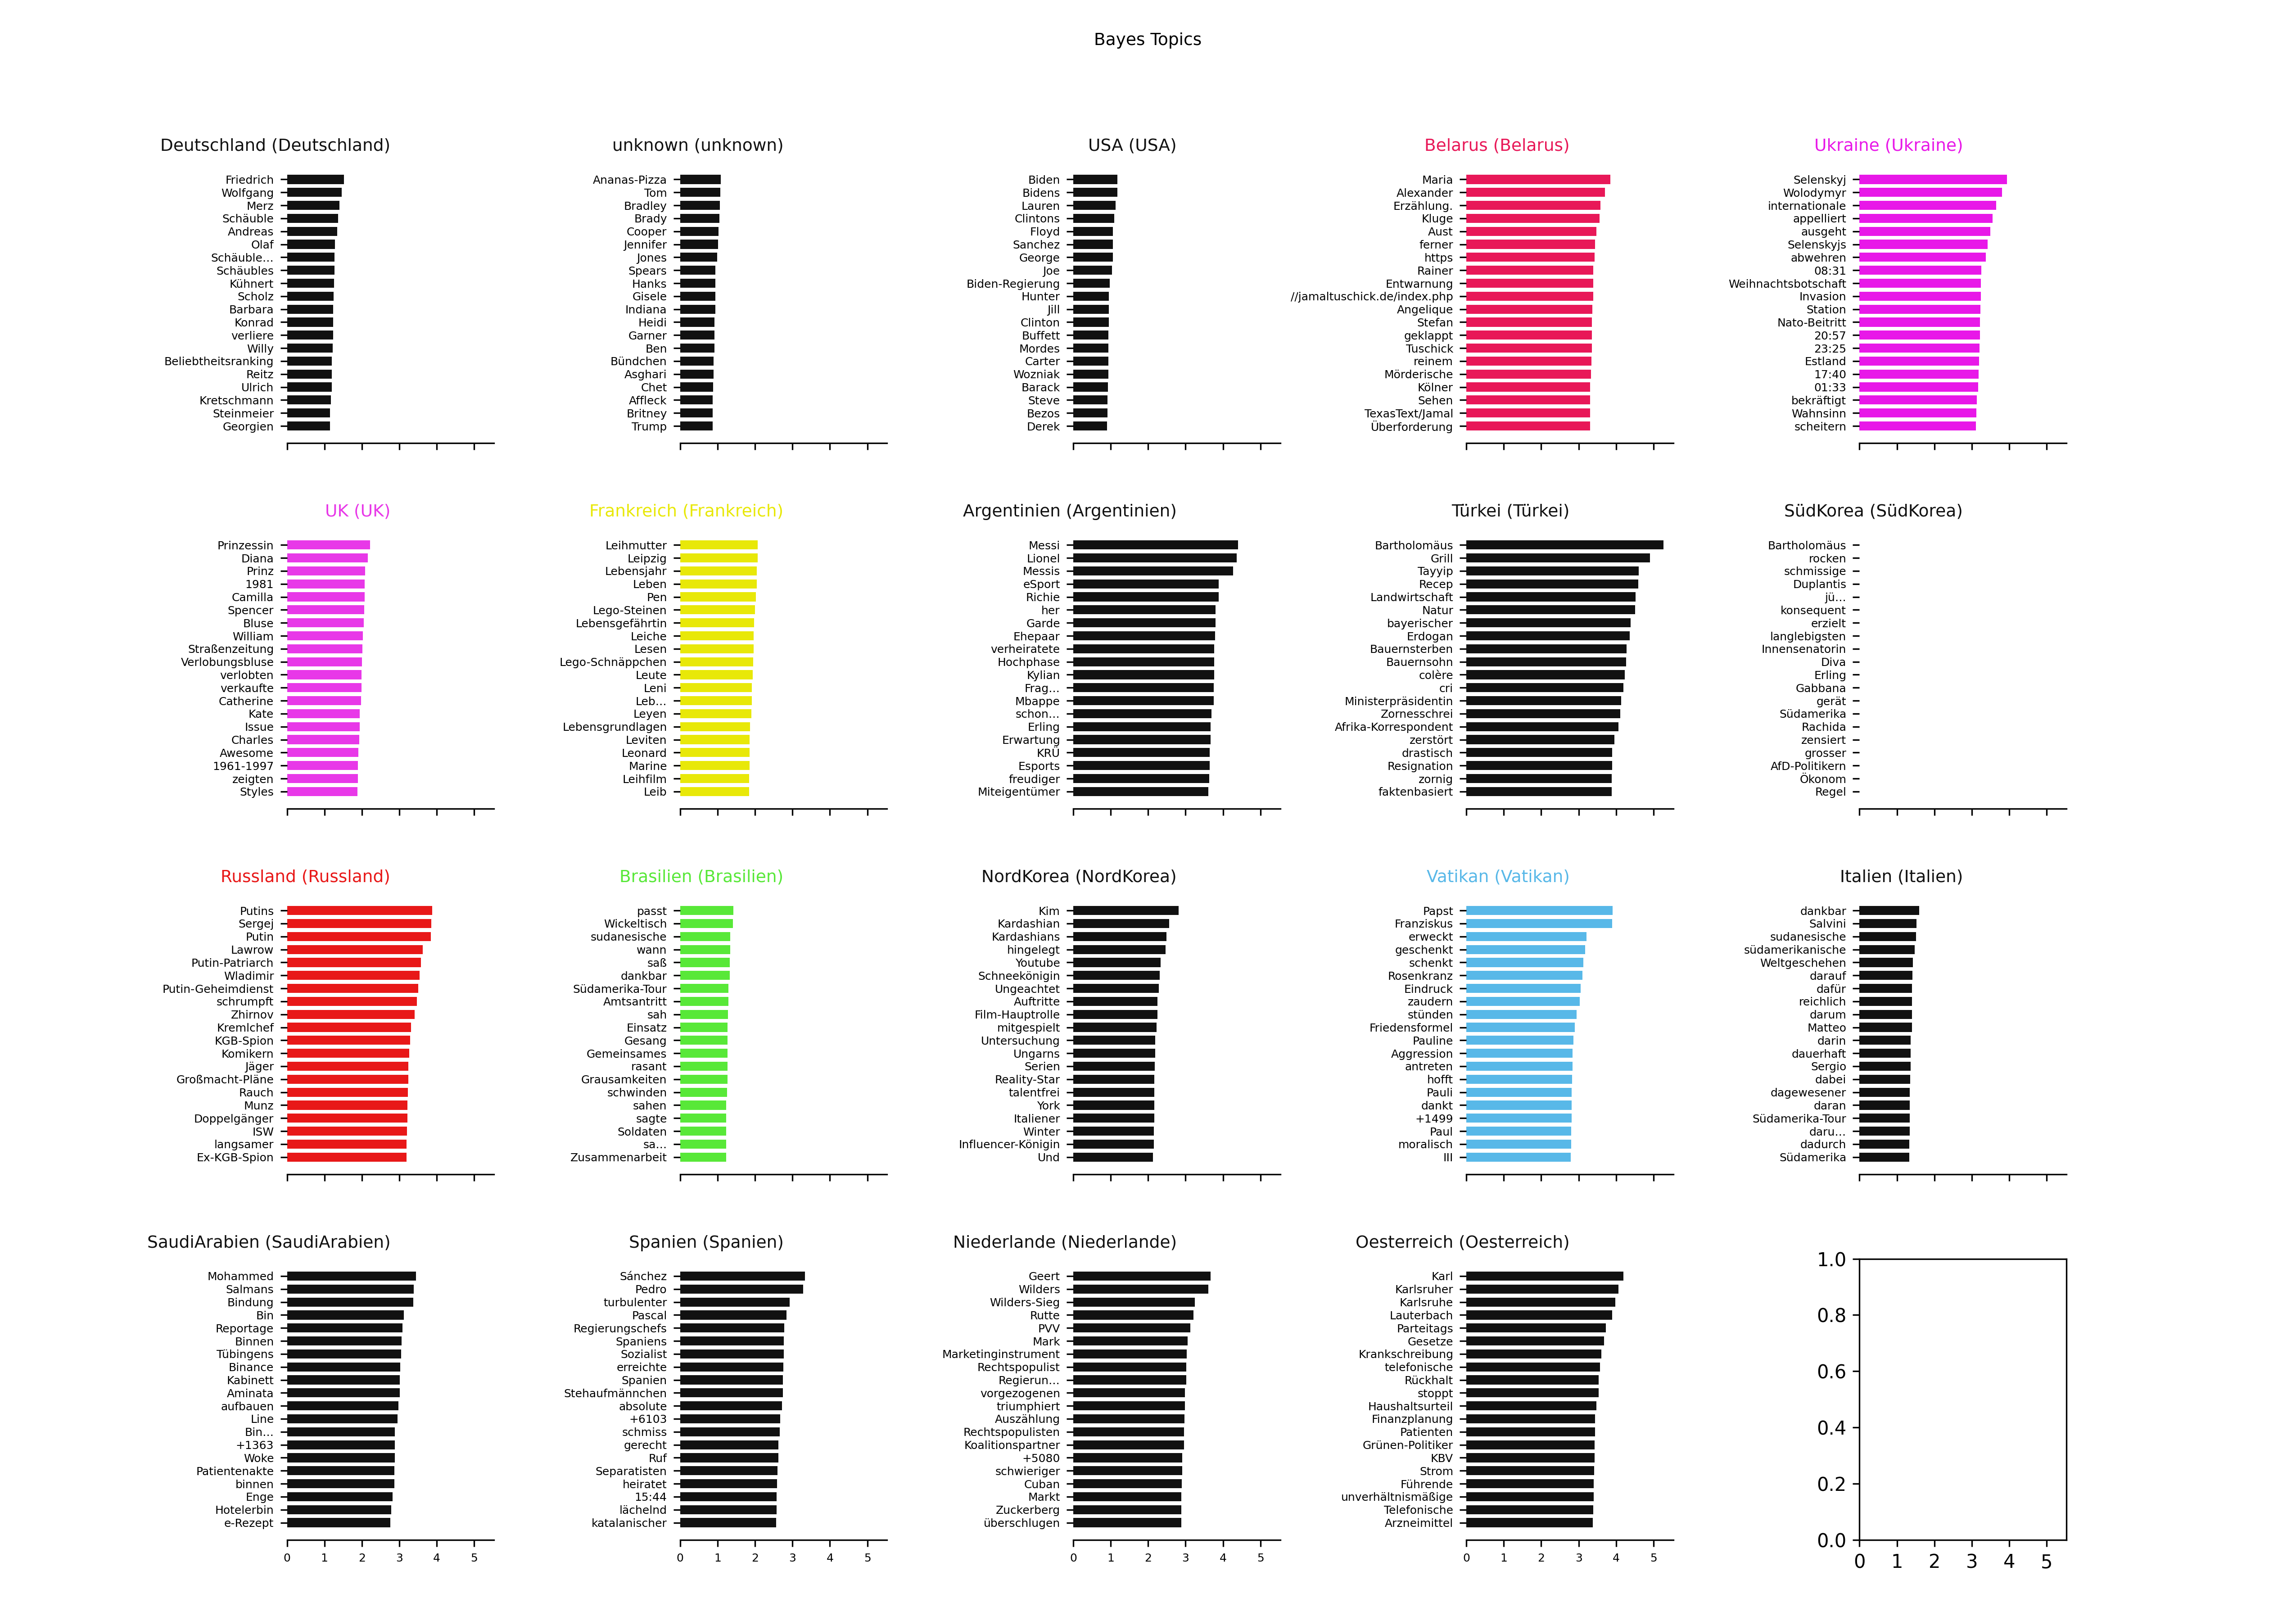 Bayes Topics
Deutschland (Deutschland)
Friedrich
Wolfgang
Merz
Schäuble
Andreas
Olaf
Schäuble...
Schäubles
Kühnert
Scholz
Barbara
Konrad
verliere
Willy
Beliebtheitsranking
Reitz
Ulrich
Kretschmann
Steinmeier
Georgien
unknown (unknown)
Ananas-Pizza
Tom
Bradley
Brady
Cooper
Jennifer
Jones
Spears
Hanks
Gisele
Indiana
Heidi
Garner
Ben
Bündchen
Asghari
Chet
Affleck
Britney
Trump
USA (USA)
Biden
Bidens
Lauren
Clintons
Floyd
Sanchez
George
Joe
Biden-Regierung
Hunter
Jill
Clinton
Buffett
Mordes
Carter
Wozniak
Barack
Steve
Bezos
Derek
Belarus (Belarus)
Maria
Alexander
Erzählung.
Kluge
Aust
ferner
https
Rainer
Entwarnung
//jamaltuschick.de/index.php
Angelique
Stefan
geklappt
Tuschick
reinem
Mörderische
Kölner
Sehen
TexasText/Jamal
Überforderung
Ukraine (Ukraine)
Selenskyj
Wolodymyr
internationale
appelliert
ausgeht
Selenskyjs
abwehren
08:31
Weihnachtsbotschaft
Invasion
Station
Nato-Beitritt
20:57
23:25
Estland
17:40
01:33
bekräftigt
Wahnsinn
scheitern
UK (UK)
Prinzessin
Diana
Prinz
1981
Camilla
Spencer
Bluse
William
Straßenzeitung
Verlobungsbluse
verlobten
verkaufte
Catherine
Kate
Issue
Charles
Awesome
1961-1997
zeigten
Styles
Frankreich (Frankreich)
Leihmutter
Leipzig
Lebensjahr
Leben
Pen
Lego-Steinen
Lebensgefährtin
Leiche
Lesen
Lego-Schnäppchen
Leute
Leni
Leb...
Leyen
Lebensgrundlagen
Leviten
Leonard
Marine
Leihfilm
Leib
Argentinien (Argentinien)
Messi
Lionel
Messis
eSport
Richie
her
Garde
Ehepaar
verheiratete
Hochphase
Kylian
Frag...
Mbappe
schon...
Erling
Erwartung
KRÜ
Esports
freudiger
Miteigentümer
Türkei (Türkei)
Bartholomäus
Grill
Tayyip
Recep
Landwirtschaft
Natur
bayerischer
Erdogan
Bauernsterben
Bauernsohn
colère
cri
Ministerpräsidentin
Zornesschrei
Afrika-Korrespondent
zerstört
drastisch
Resignation
zornig
faktenbasiert
SüdKorea (SüdKorea)
Bartholomäus
rocken
schmissige
Duplantis
jü...
konsequent
erzielt
langlebigsten
Innensenatorin
Diva
Erling
Gabbana
gerät
Südamerika
Rachida
zensiert
grosser
AfD-Politikern
Ökonom
Regel
Russland (Russland)
Putins
Sergej
Putin
Lawrow
Putin-Patriarch
Wladimir
Putin-Geheimdienst
schrumpft
Zhirnov
Kremlchef
KGB-Spion
Komikern
Jäger
Großmacht-Pläne
Rauch
Munz
Doppelgänger
ISW
langsamer
Ex-KGB-Spion
Brasilien (Brasilien)
passt
Wickeltisch
sudanesische
wann
saß
dankbar
Südamerika-Tour
Amtsantritt
sah
Einsatz
Gesang
Gemeinsames
rasant
Grausamkeiten
schwinden
sahen
sagte
Soldaten
sa...
Zusammenarbeit
NordKorea (NordKorea)
Kim
Kardashian
Kardashians
hingelegt
Youtube
Schneekönigin
Ungeachtet
Auftritte
Film-Hauptrolle
mitgespielt
Untersuchung
Ungarns
Serien
Reality-Star
talentfrei
York
Italiener
Winter
Influencer-Königin
Und
Vatikan (Vatikan)
Papst
Franziskus
erweckt
geschenkt
schenkt
Rosenkranz
Eindruck
zaudern
stünden
Friedensformel
Pauline
Aggression
antreten
hofft
Pauli
dankt
+1499
Paul
moralisch
III
Italien (Italien)
dankbar
Salvini
sudanesische
südamerikanische
Weltgeschehen
darauf
dafür
reichlich
darum
Matteo
darin
dauerhaft
Sergio
dabei
dagewesener
daran
Südamerika-Tour
daru...
dadurch
Südamerika
SaudiArabien (SaudiArabien)
Mohammed
Salmans
Bindung
Bin
Reportage
Binnen
Tübingens
Binance
Kabinett
Aminata
aufbauen
Line
Bin...
+1363
Woke
Patientenakte
binnen
Enge
Hotelerbin
e-Rezept
0 1 2 3 4 5
Spanien (Spanien)
Sánchez
Pedro
turbulenter
Pascal
Regierungschefs
Spaniens
Sozialist
erreichte
Spanien
Stehaufmännchen
absolute
+6103
schmiss
gerecht
Ruf
Separatisten
heiratet
15:44
lächelnd
katalanischer
0 1 2 3 4 5
Niederlande (Niederlande)
Geert
Wilders
Wilders-Sieg
Rutte
PVV
Mark
Marketinginstrument
Rechtspopulist
Regierun...
vorgezogenen
triumphiert
Auszählung
Rechtspopulisten
Koalitionspartner
+5080
schwieriger
Cuban
Markt
Zuckerberg
überschlugen
0 1 2 3 4 5
Oesterreich (Oesterreich)
Karl
Karlsruher
Karlsruhe
Lauterbach
Parteitags
Gesetze
Krankschreibung
telefonische
Rückhalt
stoppt
Haushaltsurteil
Finanzplanung
Patienten
Grünen-Politiker
KBV
Strom
Führende
unverhältnismäßige
Telefonische
Arzneimittel
0 1 2 3 4 5
1.0
0.8
0.6
0.4
0.2
0.0
0 1 2 3 4 5